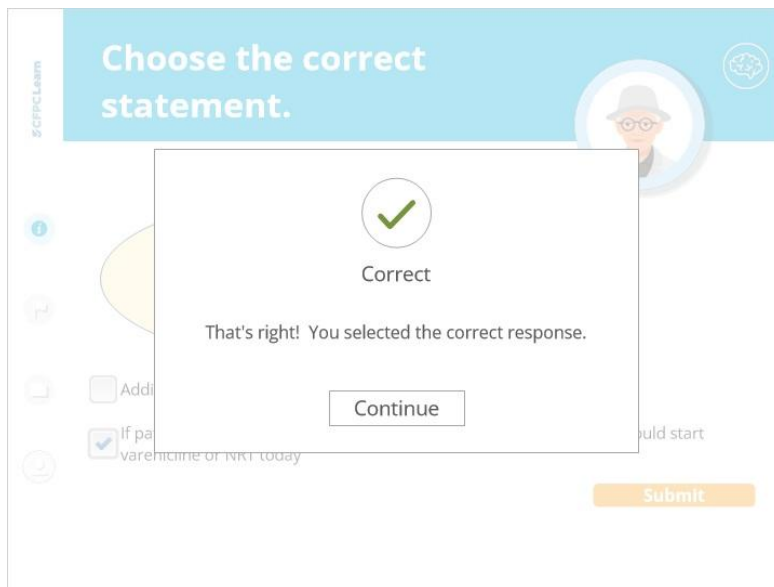 CFPCLearn
Choose the correct
statement.
Correct
That's right! You selected the correct response.
Continue
Addi
If pa
ould start
varenicline or NRT today
Submit